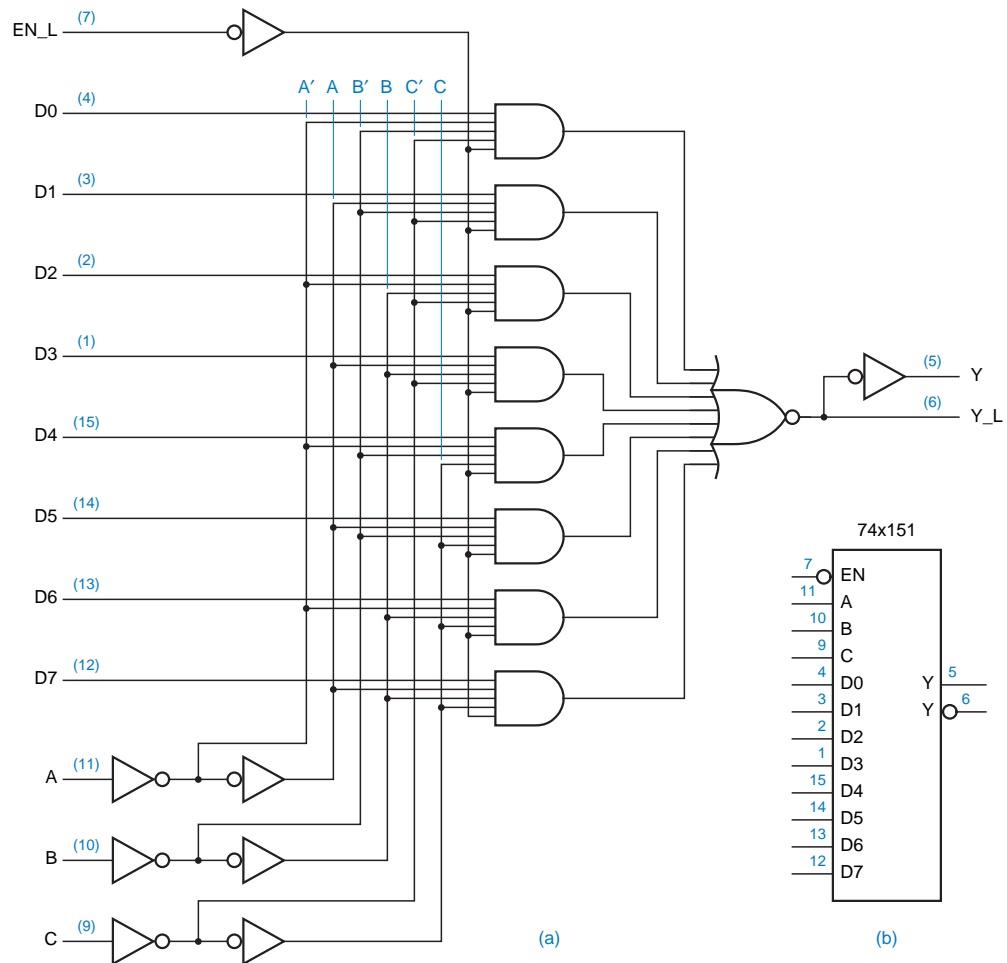 EN_L (7)
A′ A B′ B C′ C
D0 (4)
D1 (3)
D2 (2)
D3 (1)
D4 (15)
D5 (14)
D6 (13)
D7 (12)
A (11)
B (10)
C (9)
(5) Y
(6) Y_L
(a)
74x151
7 EN
11 A
10 B
9 C
4 D0
3 D1
2 D2
1 D3
15 D4
14 D5
13 D6
12 D7
Y 5
Y 6
(b)